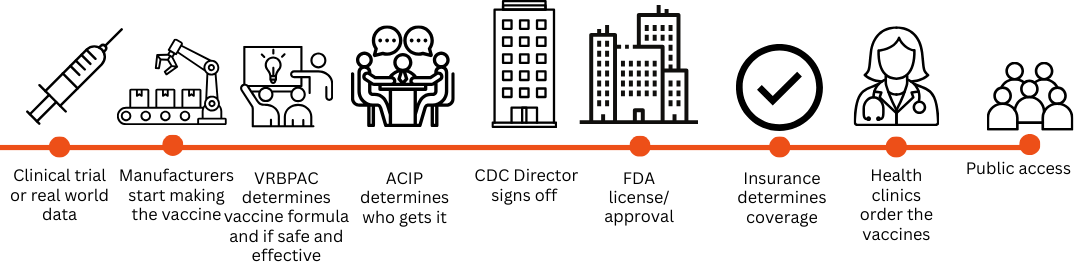 Clinical trial
or real world
data
Manufacturers
start making
the vaccine
VRBPAC
determines
vaccine formula
and if safe and
effective
ACIP
determines
who gets it
CDC Director
signs off
FDA
license/
approval
Insurance
determines
coverage
Health
clinics
order the
vaccines
Public access